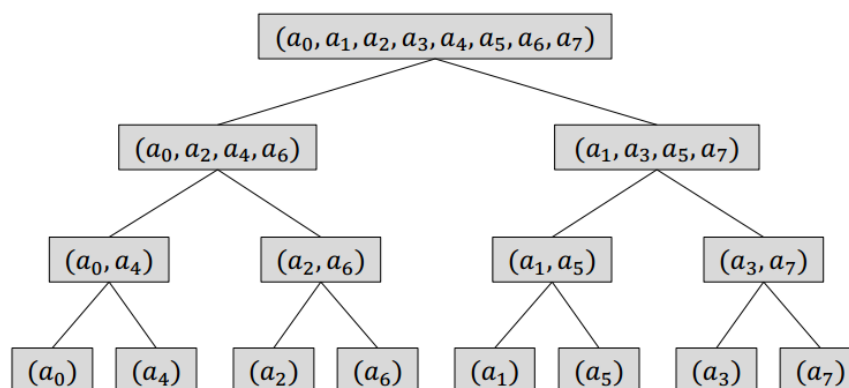 (a₀, a₁, a₂, a₃, a₄, a₅, a₆, a₇)
(a₀, a₂, a₄, a₆) (a₁, a₃, a₅, a₇)
(a₀, a₄) (a₂, a₆) (a₁, a₅) (a₃, a₇)
(a₀) (a₄) (a₂) (a₆) (a₁) (a₅) (a₃) (a₇)